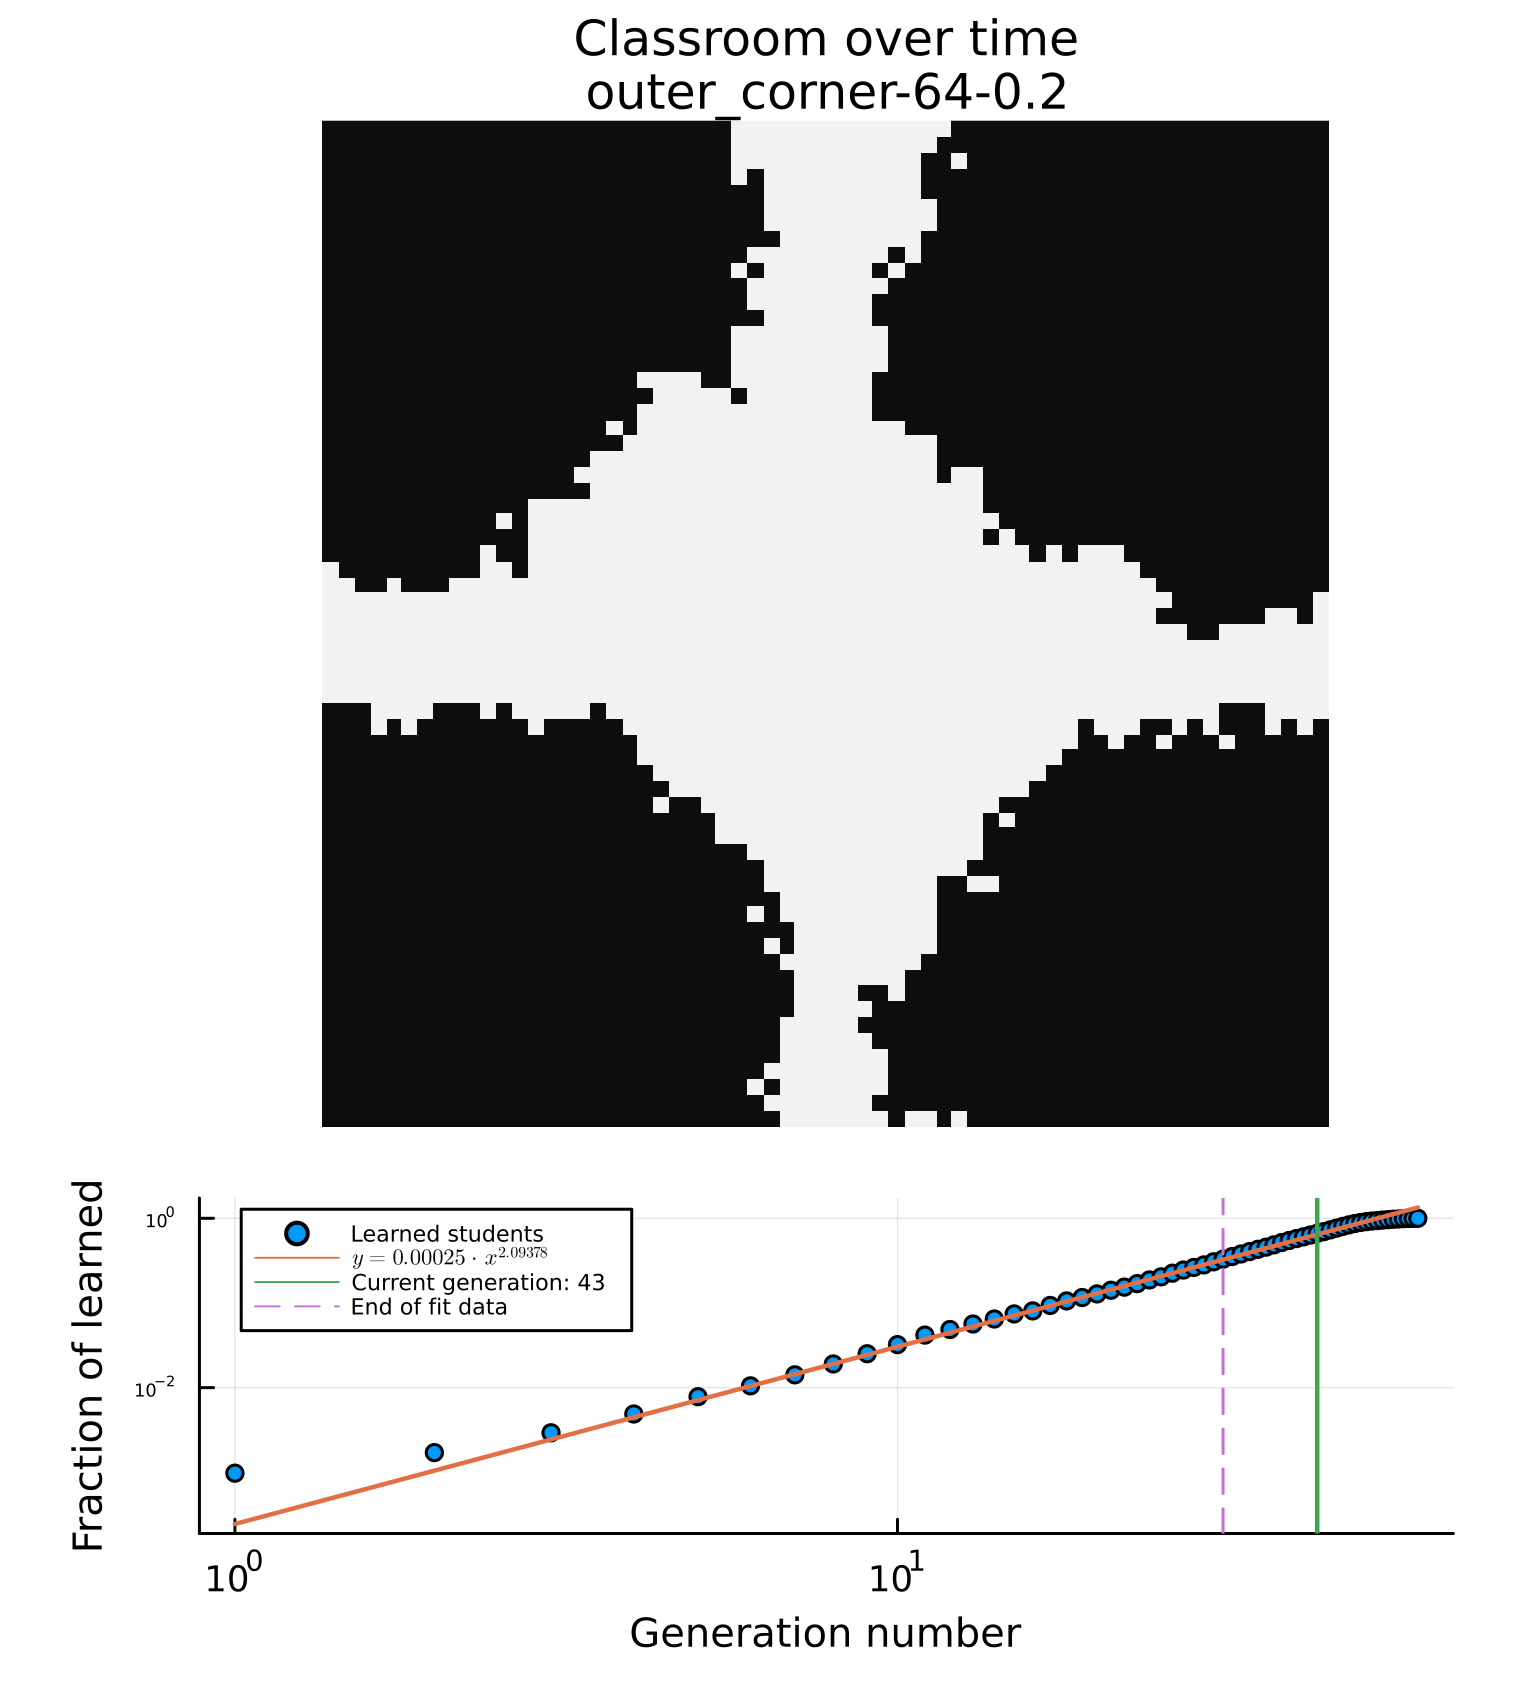 Classroom over time
outer_corner-64-0.2
Fraction of learned
10^0
10^-2
Learned students
y = 0.00025 · x^2.09378
Current generation: 43
End of fit data
10^0
10^1
Generation number